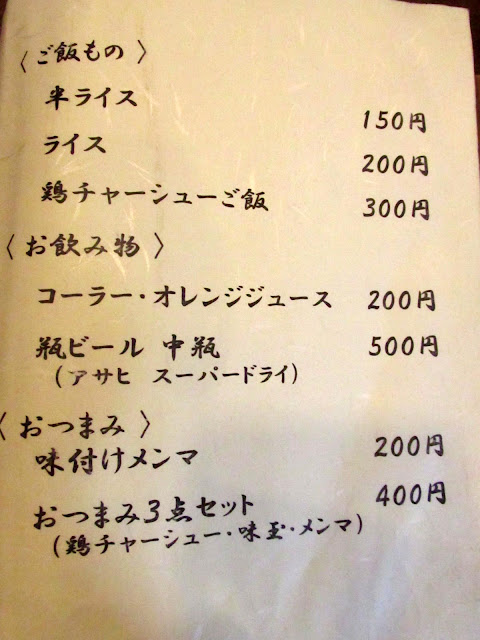 〈ご飯もの〉
半ライス 150円
ライス 200円
鶏チャーシューご飯 300円
〈お飲み物〉
コーラー・オレンジジュース 200円
瓶ビール 中瓶 500円
(アサヒ スーパードライ)
〈おつまみ〉
味付けメンマ 200円
おつまみ3点セット 400円
(鶏チャーシュー・味玉・メンマ)